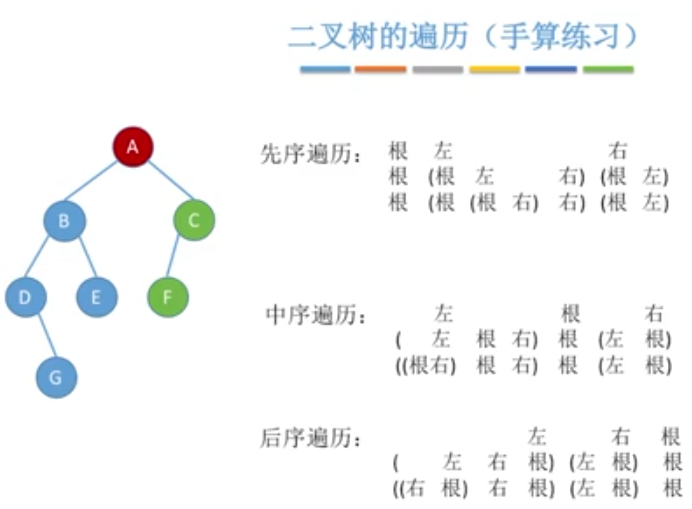 二叉树的遍历（手算练习）
A
B
C
D
E
F
G
先序遍历： 根 左 右
根 (根 左 右) (根 左)
根 (根 (根 右) 右) (根 左)
中序遍历： 左 根 右
( 左 根 右) 根 (左 根)
((根右) 根 右) 根 (左 根)
后序遍历： 左 右 根
( 左 右 根) (左 根) 根
((右 根) 右 根) (左 根) 根